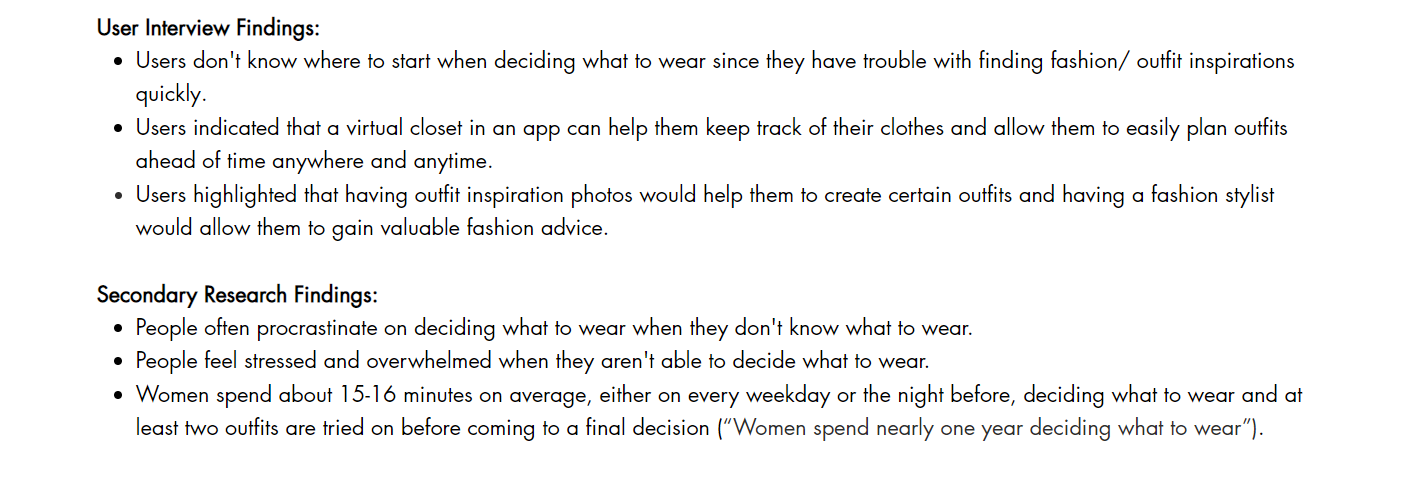 User Interview Findings:
• Users don't know where to start when deciding what to wear since they have trouble with finding fashion/ outfit inspirations
quickly.
• Users indicated that a virtual closet in an app can help them keep track of their clothes and allow them to easily plan outfits
ahead of time anywhere and anytime.
• Users highlighted that having outfit inspiration photos would help them to create certain outfits and having a fashion stylist
would allow them to gain valuable fashion advice.
Secondary Research Findings:
• People often procrastinate on deciding what to wear when they don't know what to wear.
• People feel stressed and overwhelmed when they aren't able to decide what to wear.
• Women spend about 15-16 minutes on average, either on every weekday or the night before, deciding what to wear and at
least two outfits are tried on before coming to a final decision (“Women spend nearly one year deciding what to wear”).